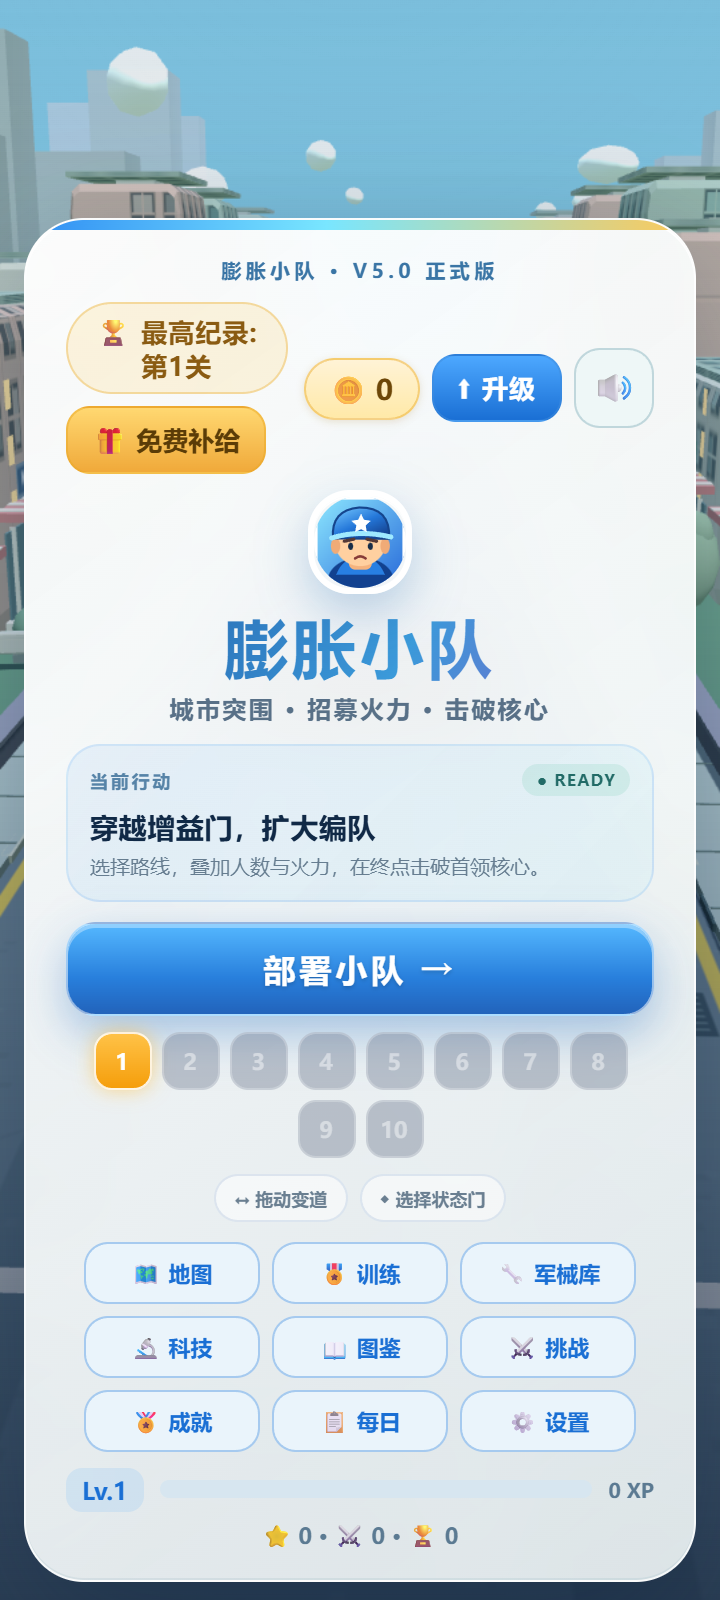 膨胀小队 • V5.0 正式版
最高纪录:
第1关
0
升级
免费补给
膨胀小队
城市突围 • 招募火力 • 击破核心
当前行动
● READY
穿越增益门，扩大编队
选择路线，叠加人数与火力，在终点击破首领核心。
部署小队 →
1 2 3 4 5 6 7 8
9 10
↔ 拖动变道
◆ 选择状态门
地图 训练 军械库
科技 图鉴 挑战
成就 每日 设置
Lv.1 0 XP
0 • 0 • 0